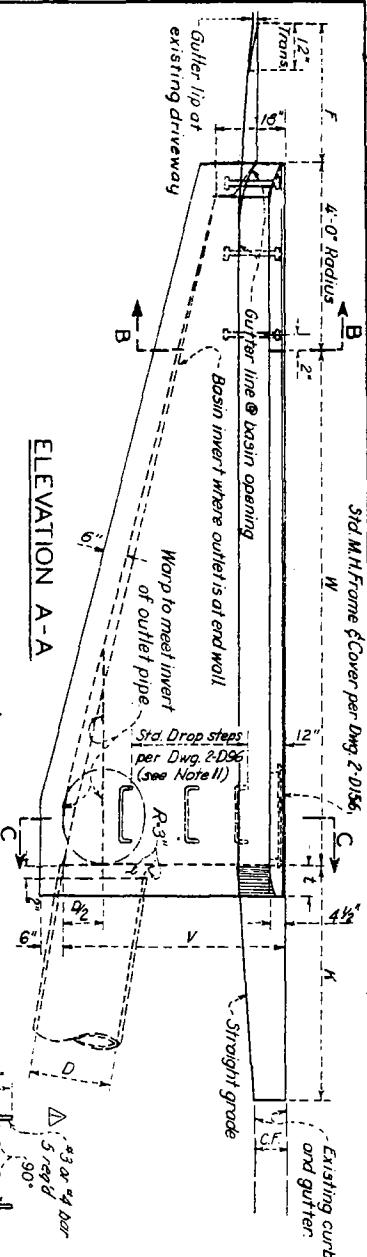 Std. M.H. Frame & Cover per Dwg. 2-D156,
F
4'-0" Radius
W
K
12"
Trans.
18"
B
B
2"
12"
C
C
t
4 1/2"
Gutter lip at
existing driveway
Gutter line @ basin opening
Basin invert where outlet is at end wall
Warp to meet invert
of outlet pipe
Std. Drop steps
per Dwg. 2-D96
(see Note 11)
R-3"
t
6"
D/2
V
6"
2"
D
Straight grade
Existing curb
and gutter.
C.F.
#3 or #4 bar
5 req'd
90°
ELEVATION A-A